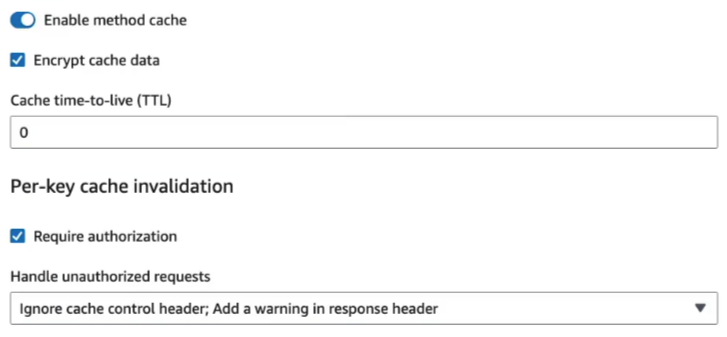 Enable method cache
Encrypt cache data
Cache time-to-live (TTL)
0
Per-key cache invalidation
Require authorization
Handle unauthorized requests
Ignore cache control header; Add a warning in response header